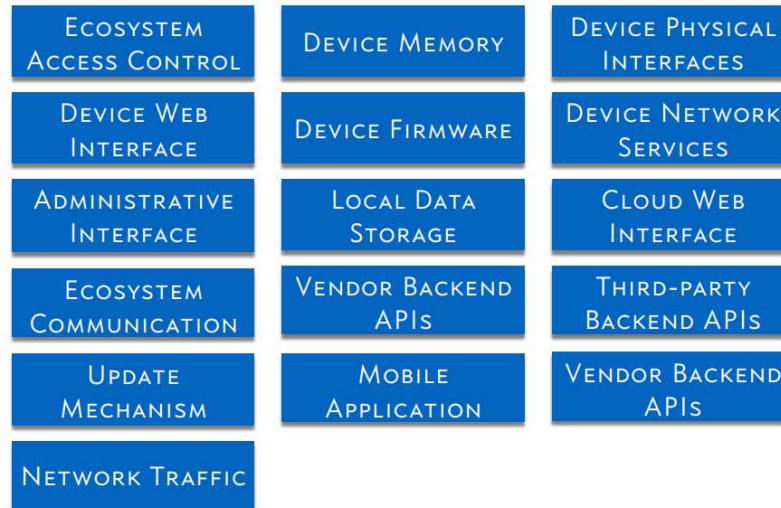 Ecosystem
Access Control
Device Memory
Device Physical
Interfaces
Device Web
Interface
Device Firmware
Device Network
Services
Administrative
Interface
Local Data
Storage
Cloud Web
Interface
Ecosystem
Communication
Vendor Backend
APIs
Third-party
Backend APIs
Update
Mechanism
Mobile
Application
Vendor Backend
APIs
Network Traffic